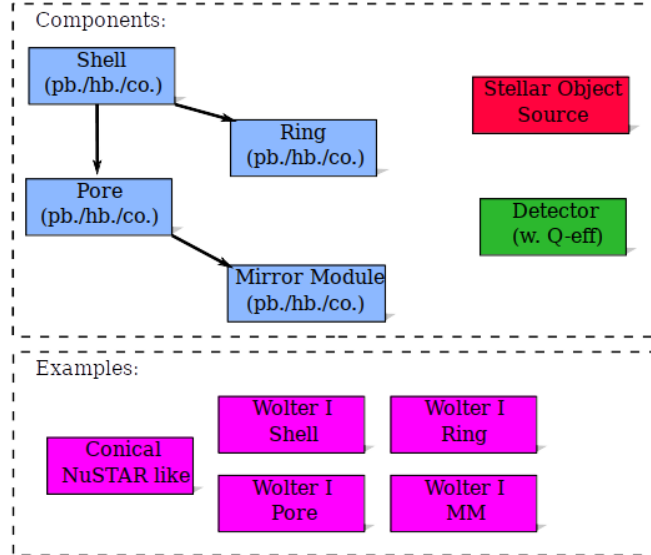 Components:
Shell
(pb./hb./co.)
Stellar Object
Source
Ring
(pb./hb./co.)
Pore
(pb./hb./co.)
Detector
(w. Q-eff)
Mirror Module
(pb./hb./co.)
Examples:
Wolter I
Shell
Wolter I
Ring
Conical
NuSTAR like
Wolter I
Pore
Wolter I
MM